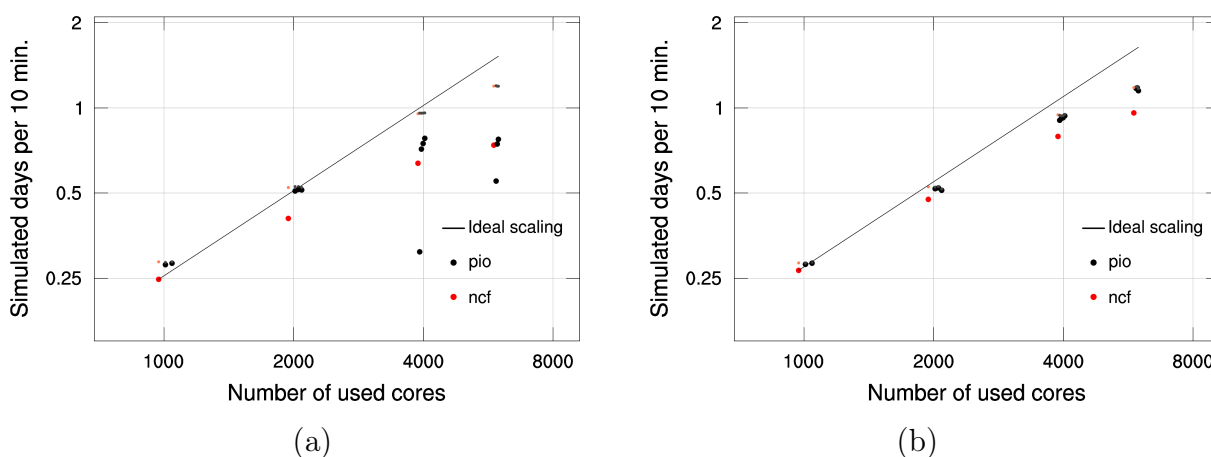 2
1
0.5
0.25
Simulated days per 10 min.
Ideal scaling
pio
ncf
1000 2000 4000 8000
Number of used cores
(a)
2
1
0.5
0.25
Simulated days per 10 min.
Ideal scaling
pio
ncf
1000 2000 4000 8000
Number of used cores
(b)